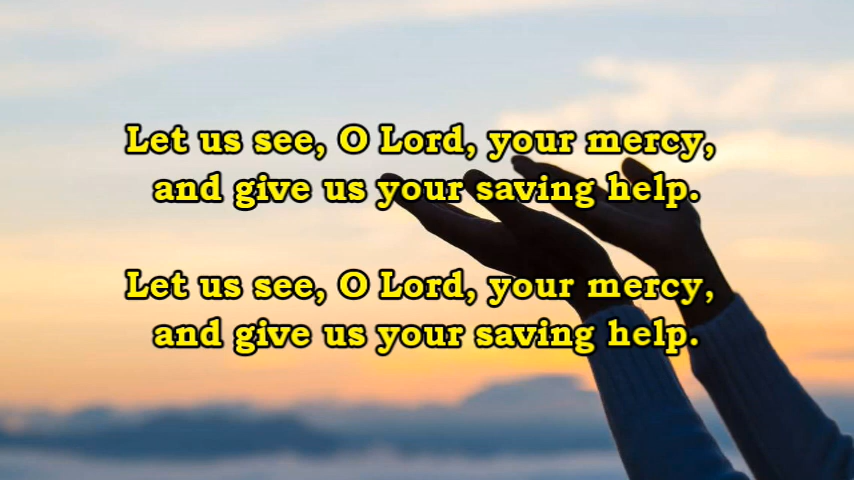 Let us see, O Lord, your mercy,
and give us your saving help.
Let us see, O Lord, your mercy,
and give us your saving help.